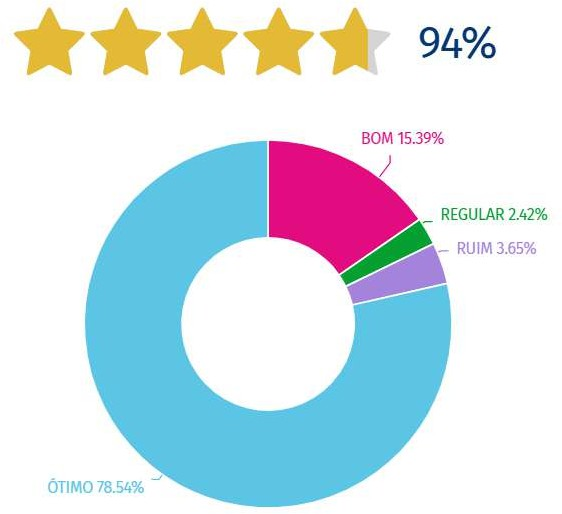 94%
BOM 15.39%
REGULAR 2.42%
RUIM 3.65%
ÓTIMO 78.54%